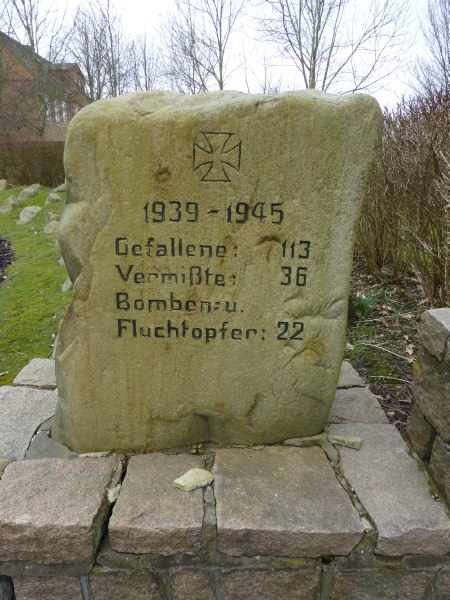 1939 - 1945
Gefallene: 113
Vermißte: 36
Bomben= u.
Fluchtopfer: 22